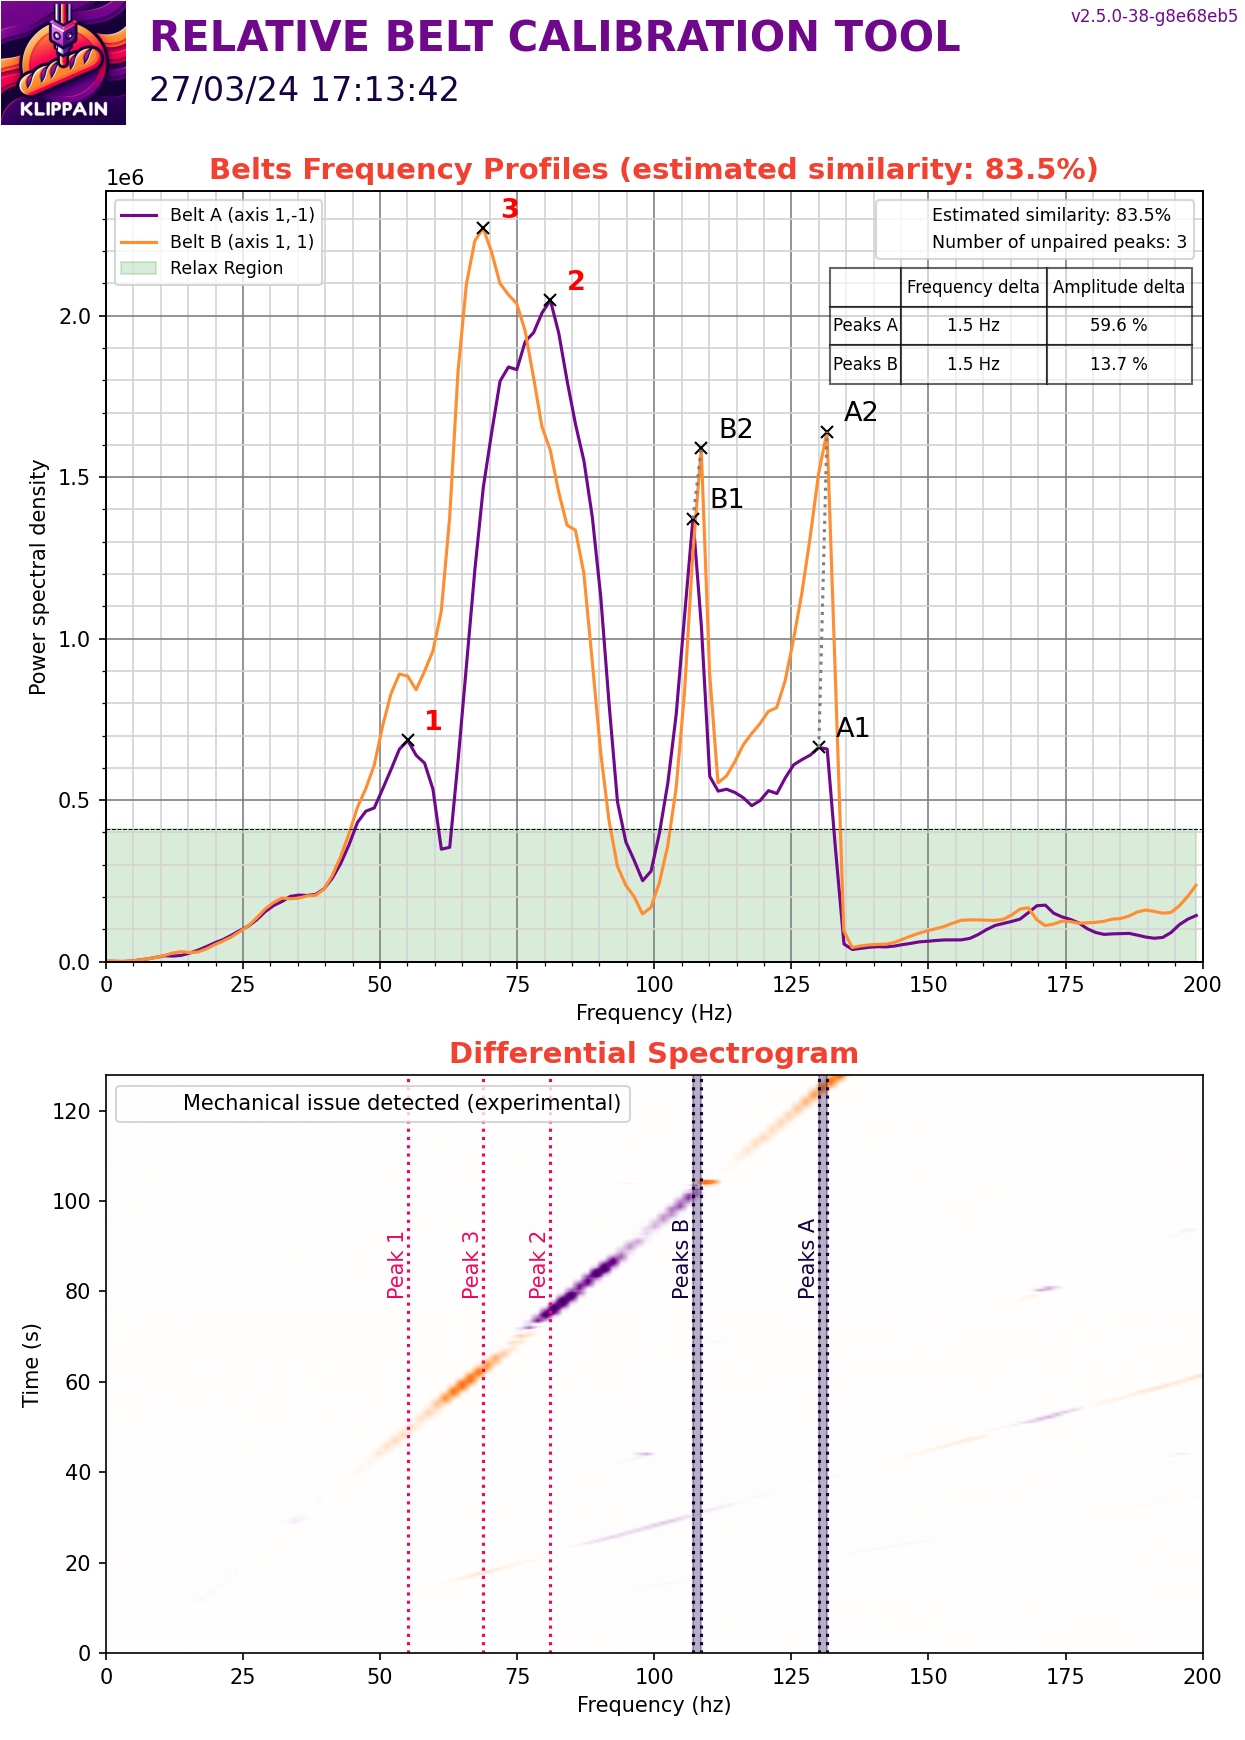 KLIPPAIN
RELATIVE BELT CALIBRATION TOOL
27/03/24 17:13:42
v2.5.0-38-g8e68eb5
Belts Frequency Profiles (estimated similarity: 83.5%)
1e6
Belt A (axis 1,-1)
Belt B (axis 1, 1)
Relax Region
Estimated similarity: 83.5%
Number of unpaired peaks: 3
Frequency delta Amplitude delta
Peaks A 1.5 Hz 59.6 %
Peaks B 1.5 Hz 13.7 %
3
2
A2
B2
B1
A1
1
Power spectral density
2.0
1.5
1.0
0.5
0.0
0 25 50 75 100 125 150 175 200
Frequency (Hz)
Differential Spectrogram
Mechanical issue detected (experimental)
Peak 1
Peak 3
Peak 2
Peaks B
Peaks A
Time (s)
120
100
80
60
40
20
0
0 25 50 75 100 125 150 175 200
Frequency (hz)